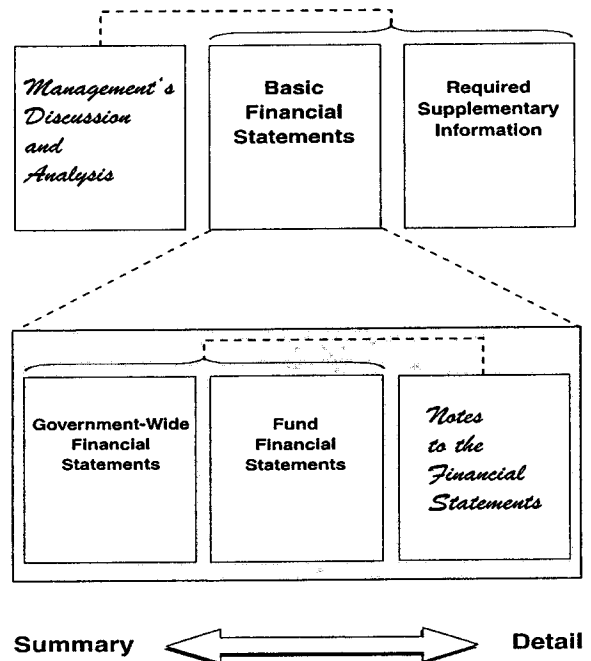 Management's
Discussion
and
Analysis
Basic
Financial
Statements
Required
Supplementary
Information
Government-Wide
Financial
Statements
Fund
Financial
Statements
Notes
to the
Financial
Statements
Summary
Detail